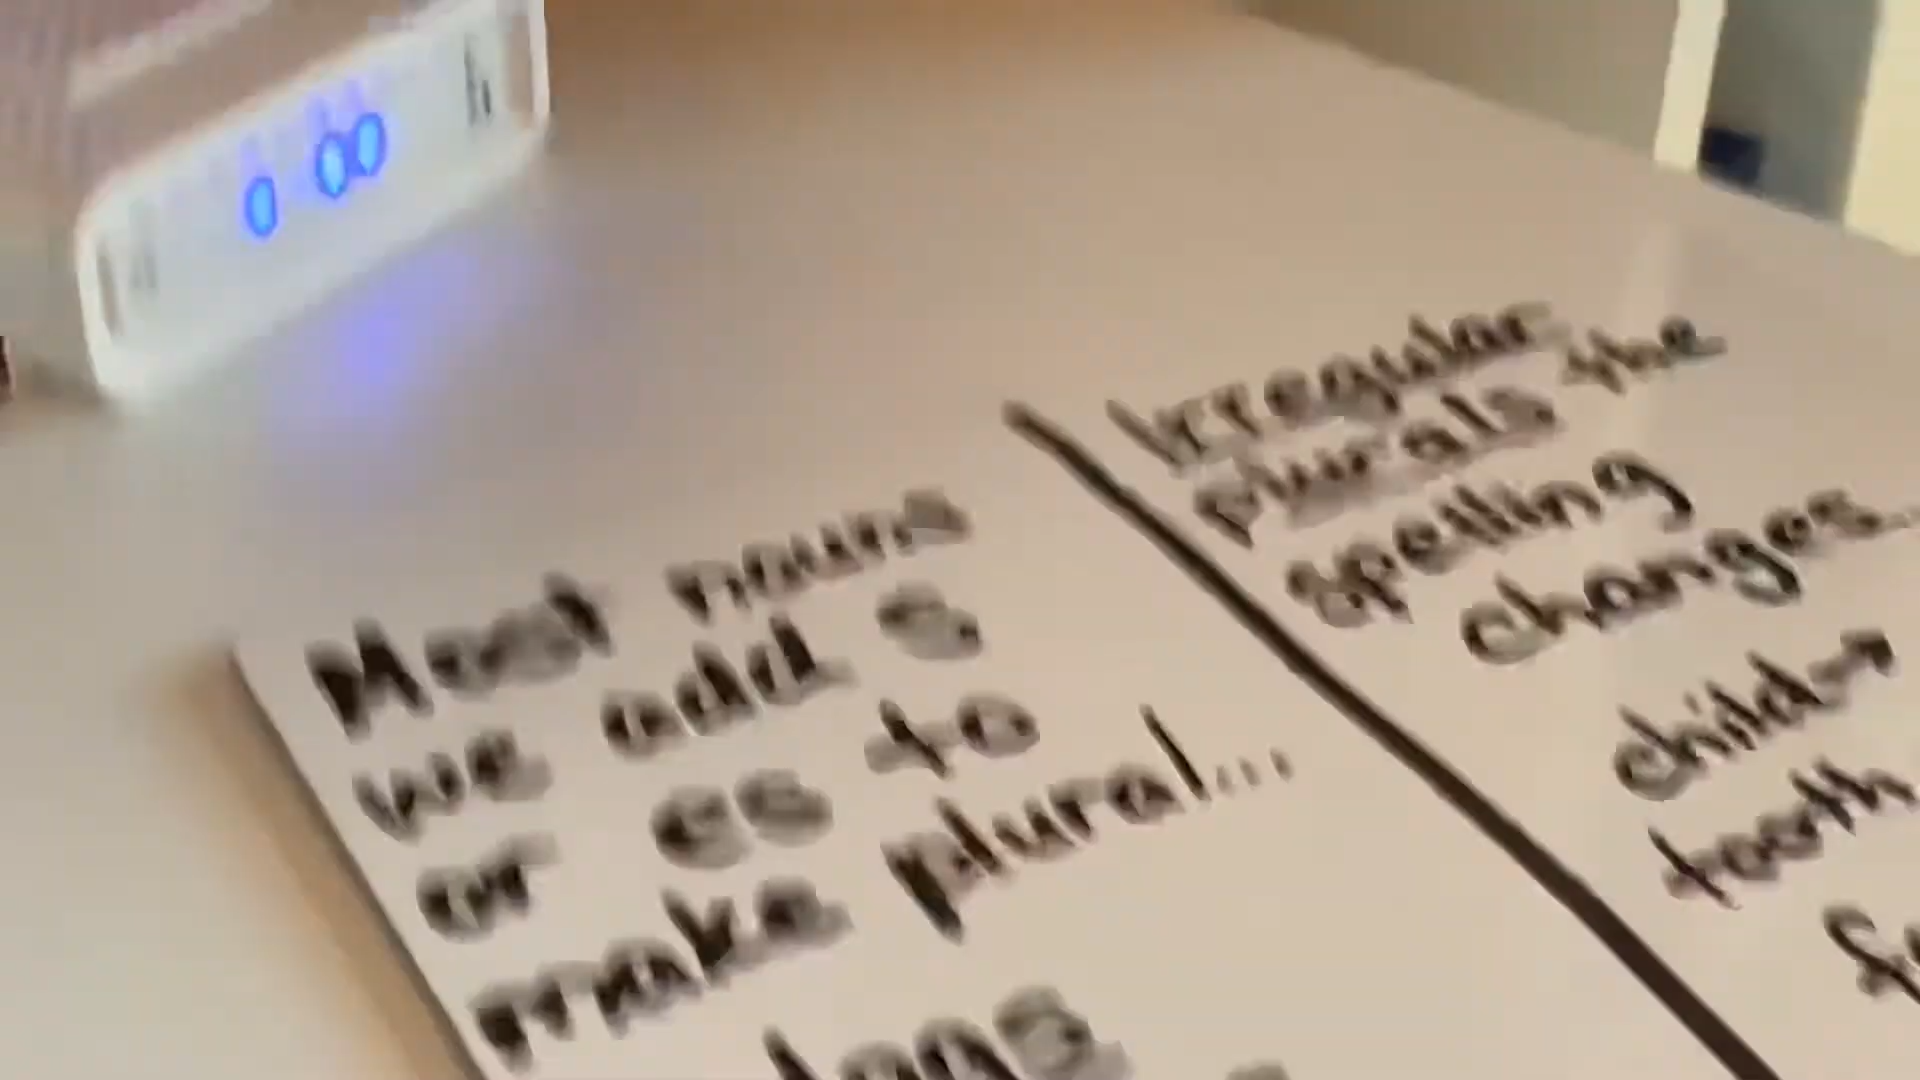 Most nouns
we add s
or es to
make plural...
Irregular
plurals the
spelling
changes..
child→
tooth